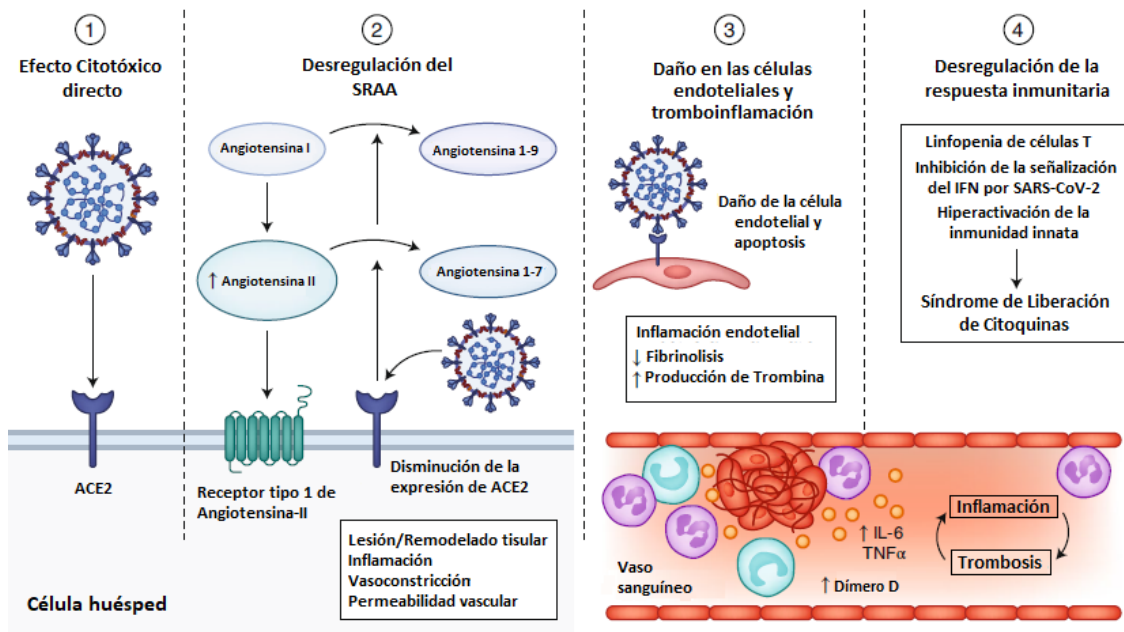 1
Efecto Citotóxico
directo
ACE2
Célula huésped
2
Desregulación del
SRAA
Angiotensina I
Angiotensina 1-9
↑ Angiotensina II
Angiotensina 1-7
Receptor tipo 1 de
Angiotensina-II
Disminución de la
expresión de ACE2
Lesión/Remodelado tisular
Inflamación
Vasoconstricción
Permeabilidad vascular
3
Daño en las células
endoteliales y
tromboinflamación
Daño de la célula
endotelial y
apoptosis
Inflamación endotelial
↓ Fibrinolisis
↑ Producción de Trombina
4
Desregulación de la
respuesta inmunitaria
Linfopenia de células T
Inhibición de la señalización
del IFN por SARS-CoV-2
Hiperactivación de la
inmunidad innata
Síndrome de Liberación
de Citoquinas
↑ IL-6
TNFα
Inflamación
Trombosis
Vaso
sanguíneo
↑ Dímero D